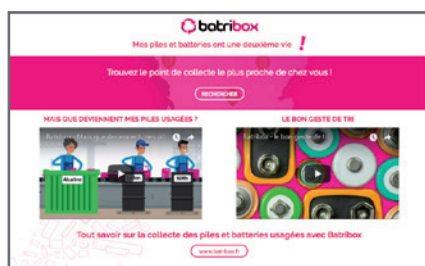 batribox
Mes piles et batteries ont une deuxième vie !
Trouvez le point de collecte le plus proche de chez vous !
RECHERCHER
MAIS QUE DEVIENNENT MES PILES USAGÉES ?
LE BON GESTE DE TRI
Batribox - le bon geste de tri
Alcaline
Tout savoir sur la collecte des piles et batteries usagées avec Batribox
www.batribox.fr